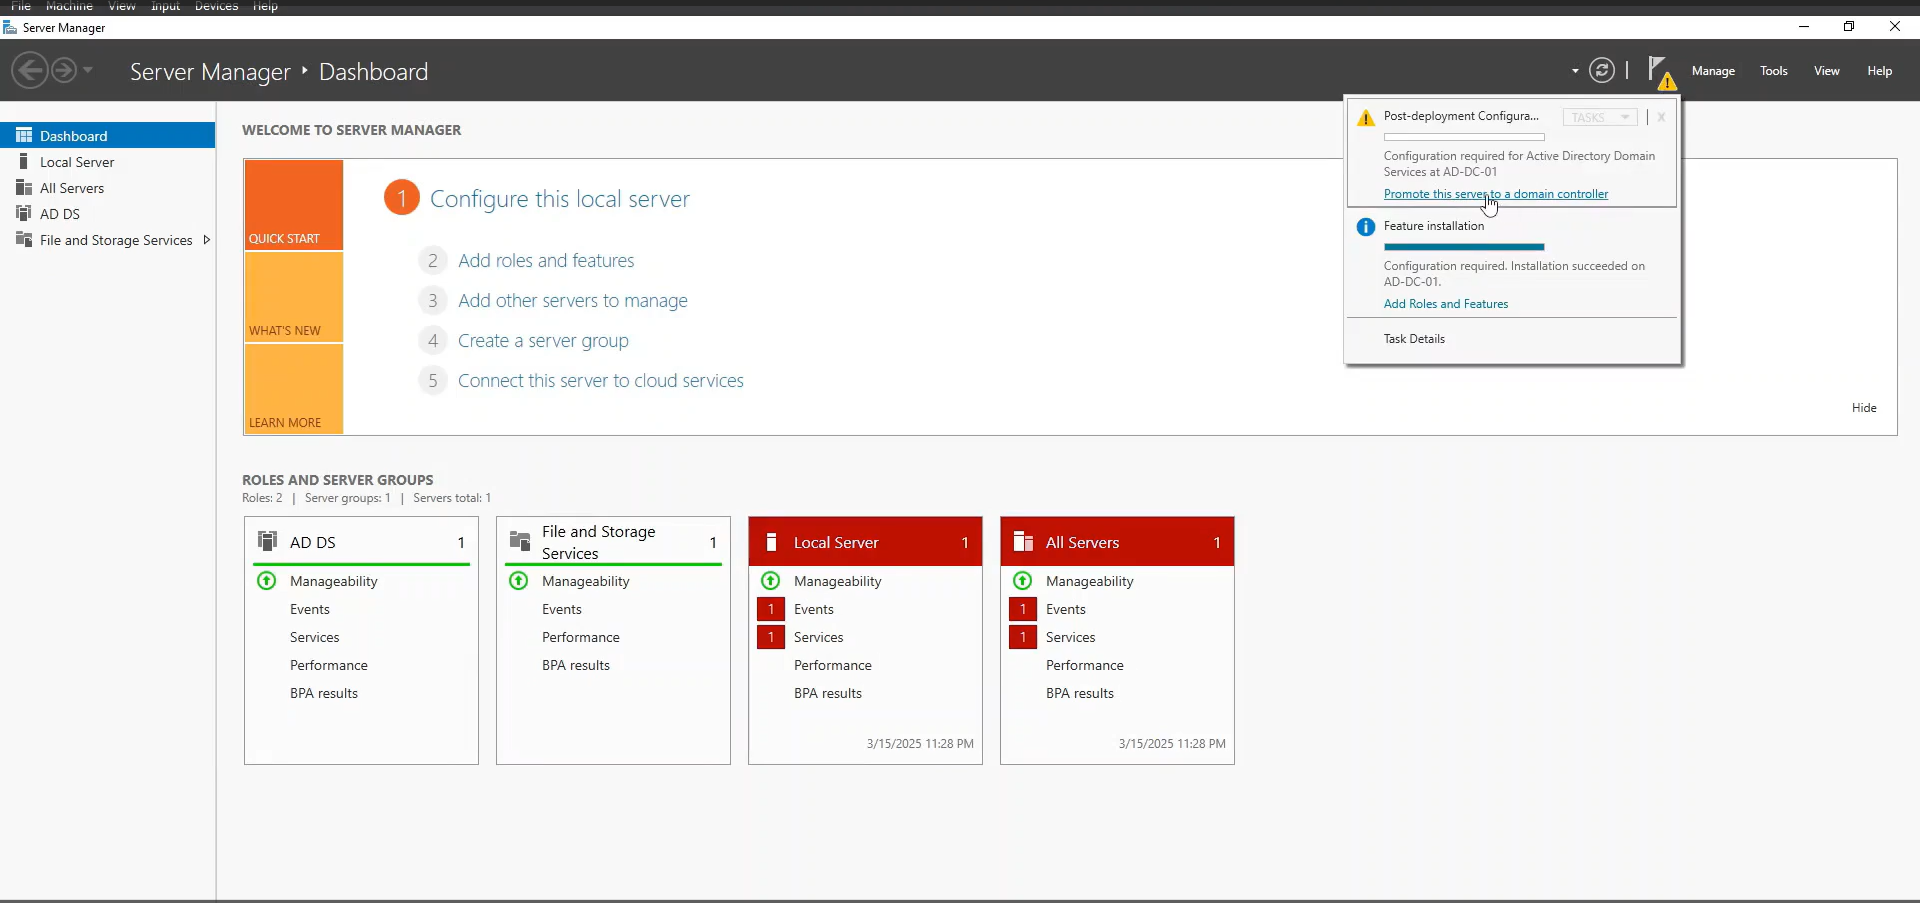 File Machine View Input Devices Help
Server Manager
Server Manager ‣ Dashboard
Manage Tools View Help
Dashboard
Local Server
All Servers
AD DS
File and Storage Services
WELCOME TO SERVER MANAGER
QUICK START
WHAT'S NEW
LEARN MORE
1 Configure this local server
2 Add roles and features
3 Add other servers to manage
4 Create a server group
5 Connect this server to cloud services
Post-deployment Configura...
TASKS
X
Configuration required for Active Directory Domain
Services at AD-DC-01
Promote this server to a domain controller
Feature installation
Configuration required. Installation succeeded on
AD-DC-01.
Add Roles and Features
Task Details
Hide
ROLES AND SERVER GROUPS
Roles: 2 | Server groups: 1 | Servers total: 1
AD DS 1
Manageability
Events
Services
Performance
BPA results
File and Storage
Services
1
Manageability
Events
Performance
BPA results
Local Server 1
Manageability
1 Events
1 Services
Performance
BPA results
3/15/2025 11:28 PM
All Servers 1
Manageability
1 Events
1 Services
Performance
BPA results
3/15/2025 11:28 PM